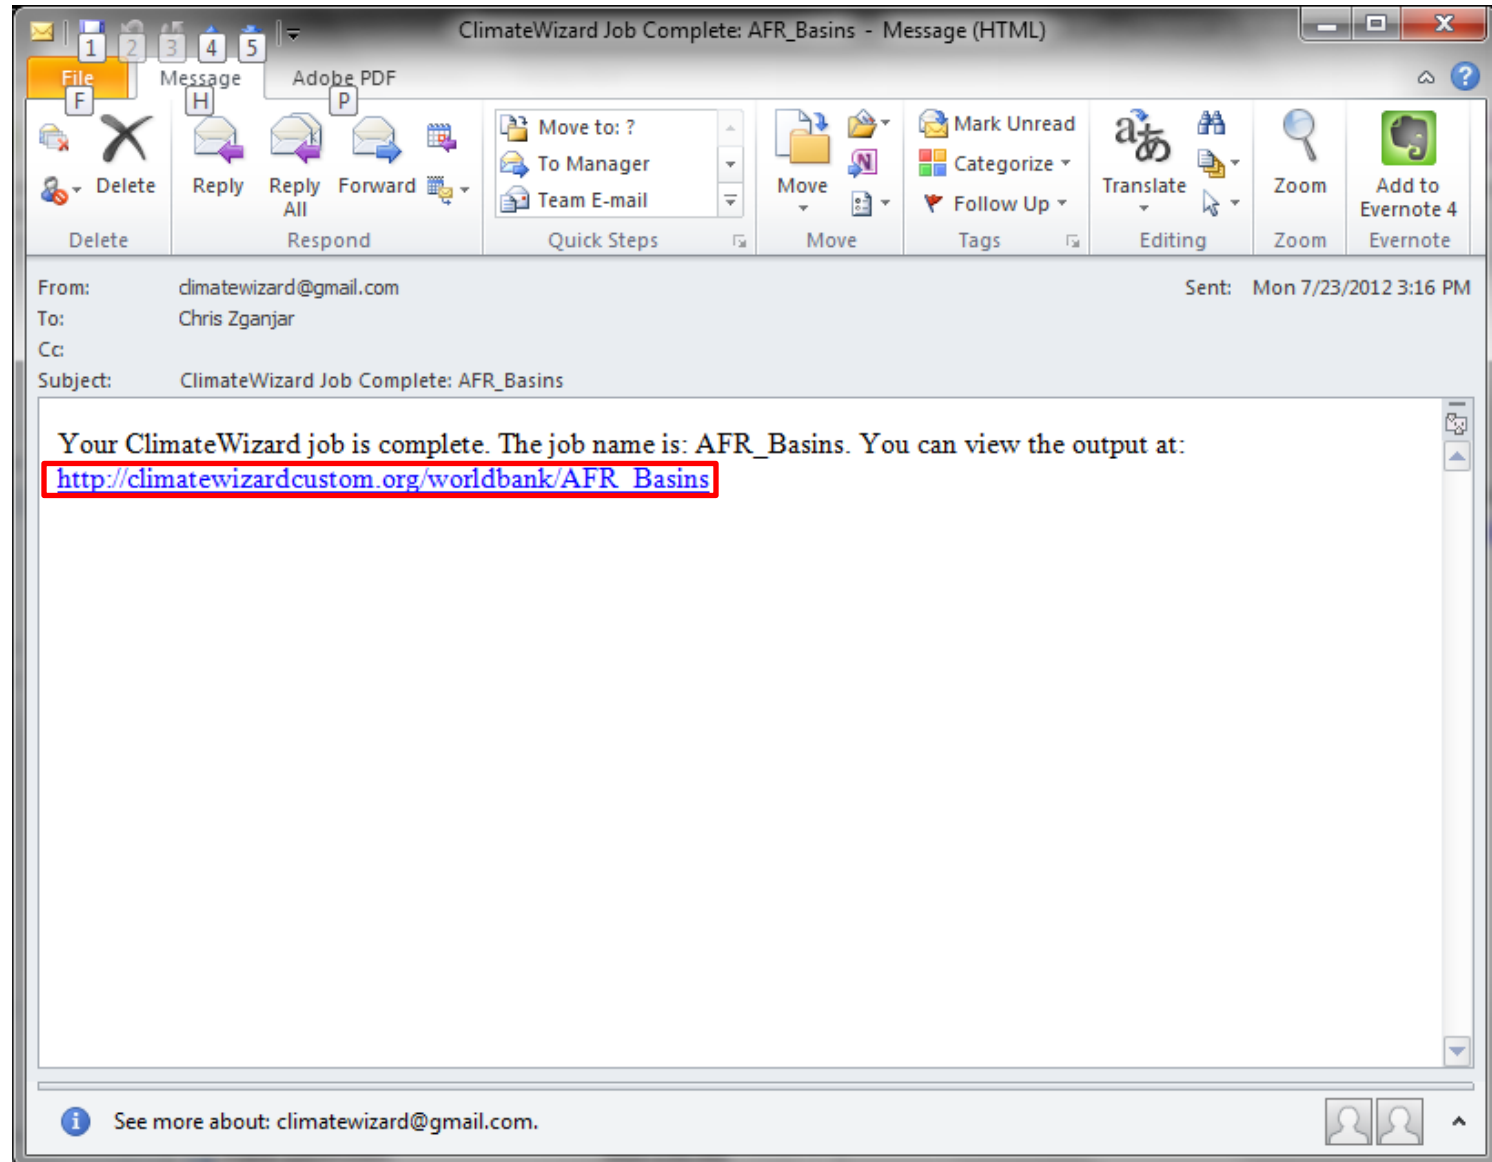 ClimateWizard Job Complete: AFR_Basins - Message (HTML)
1 2 3 4 5
File Message Adobe PDF
F H P
Move to: ? Mark Unread
To Manager Categorize
Delete Reply Reply All Forward Team E-mail Move Follow Up Translate Zoom Add to Evernote 4
Delete Respond Quick Steps Move Tags Editing Zoom Evernote
From: climatewizard@gmail.com Sent: Mon 7/23/2012 3:16 PM
To: Chris Zganjar
Cc:
Subject: ClimateWizard Job Complete: AFR_Basins
Your ClimateWizard job is complete. The job name is: AFR_Basins. You can view the output at:
http://climatewizardcustom.org/worldbank/AFR_Basins
See more about: climatewizard@gmail.com.